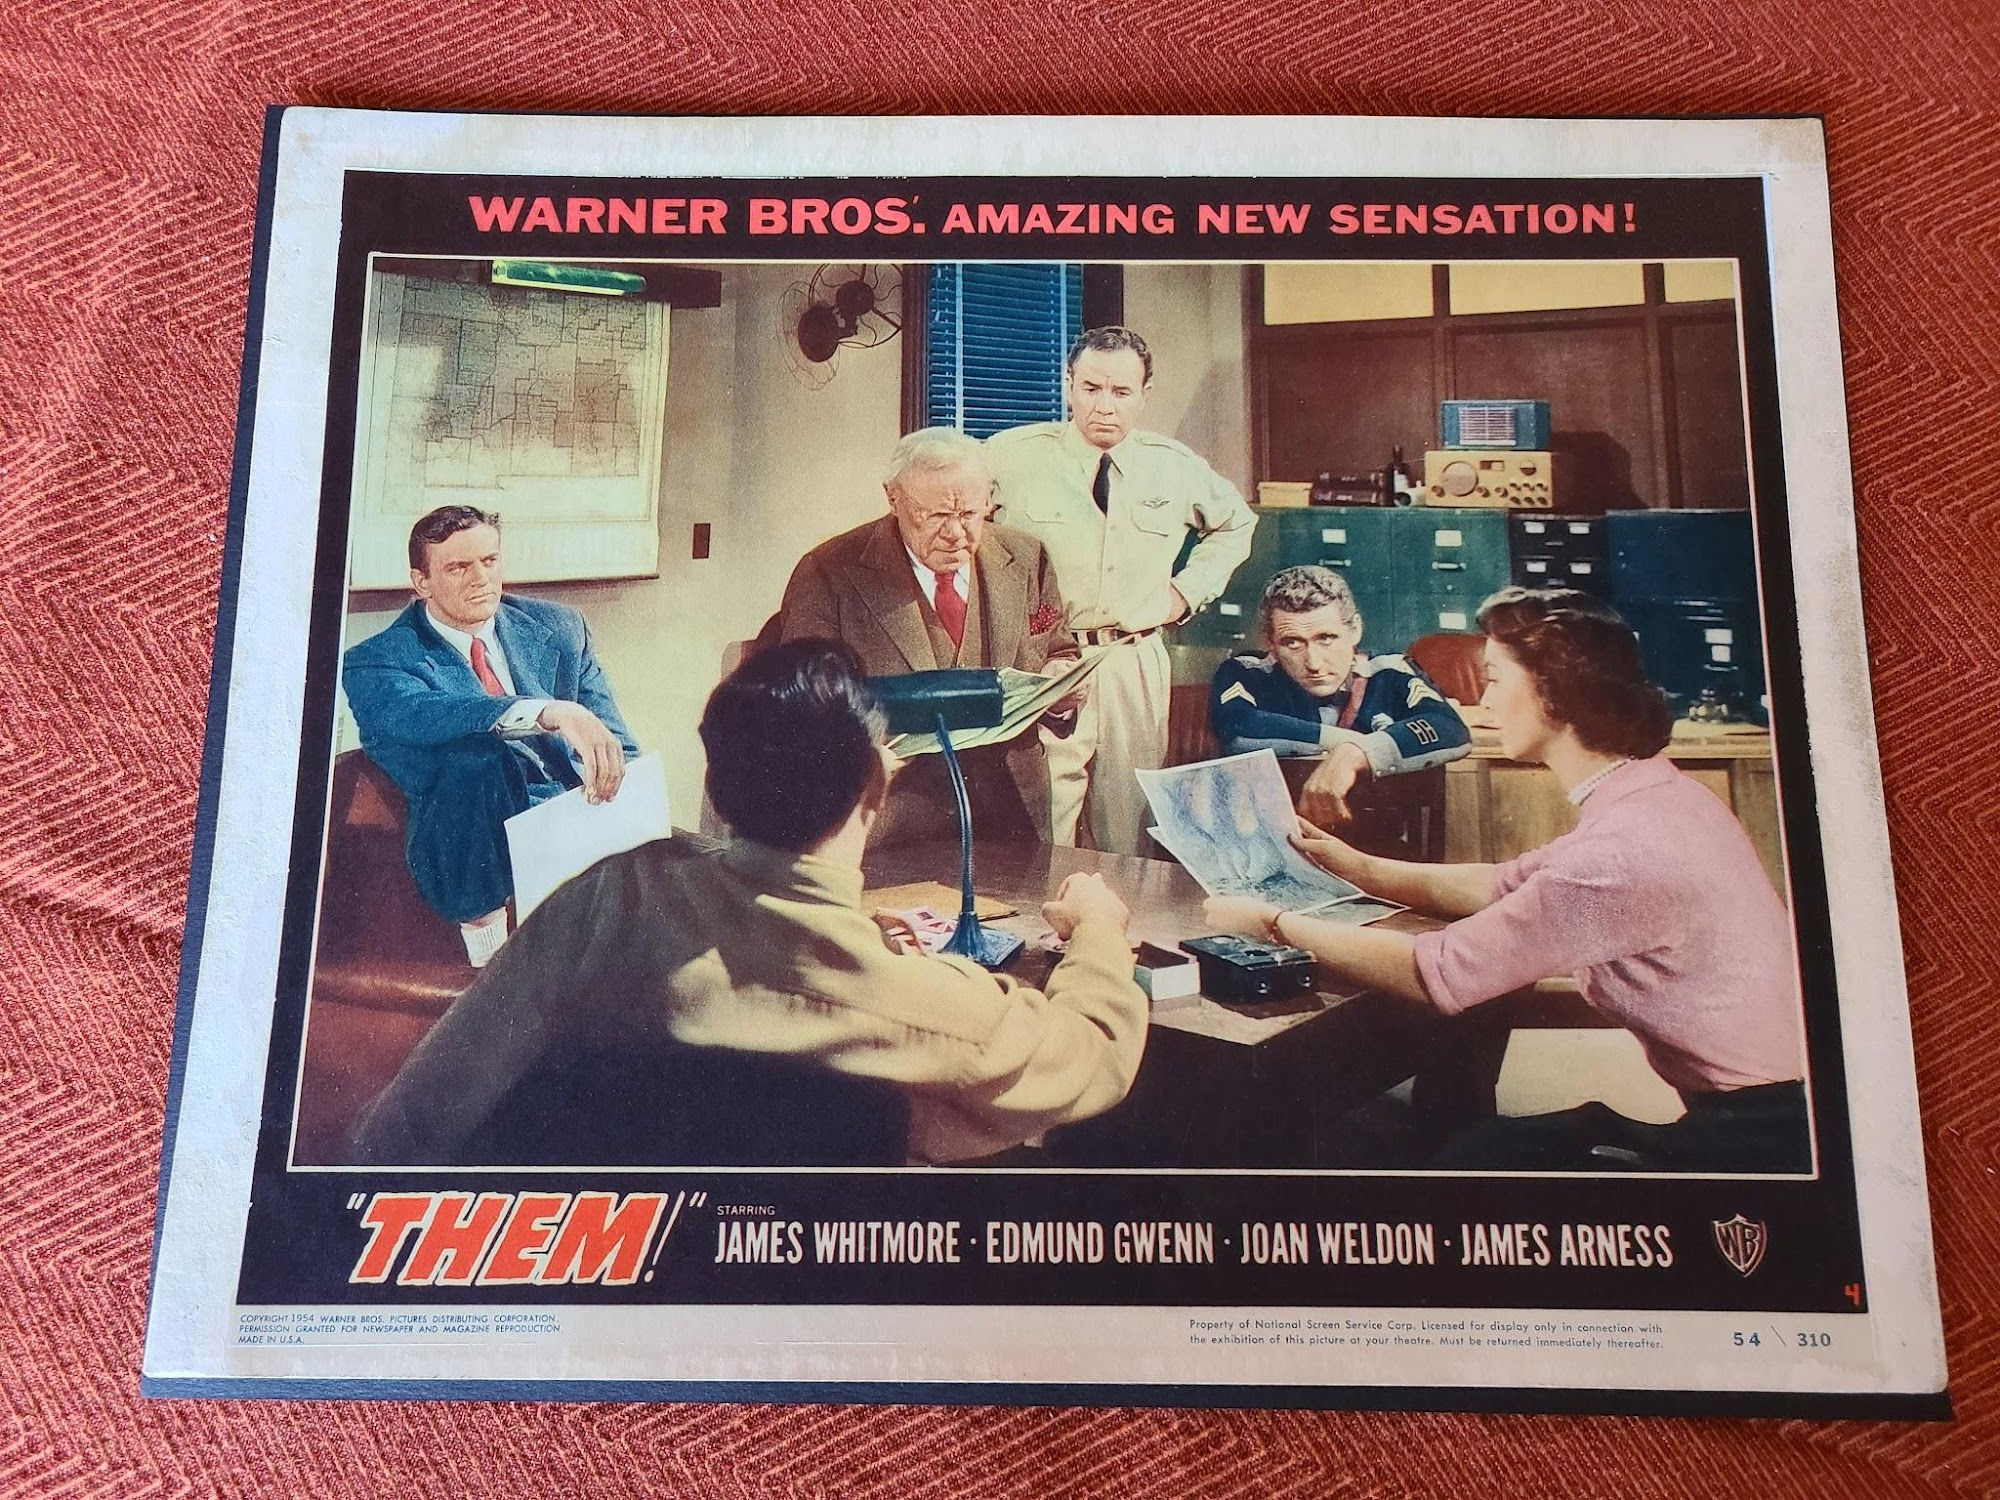 WARNER BROS'. AMAZING NEW SENSATION!
"THEM!"
STARRING
JAMES WHITMORE · EDMUND GWENN · JOAN WELDON · JAMES ARNESS
WB
4
COPYRIGHT 1954 WARNER BROS. PICTURES DISTRIBUTING CORPORATION.
PERMISSION GRANTED FOR NEWSPAPER AND MAGAZINE REPRODUCTION.
MADE IN U.S.A.
Property of National Screen Service Corp. Licensed for display only in connection with
the exhibition of this picture at your theatre. Must be returned immediately thereafter.
54 \ 310